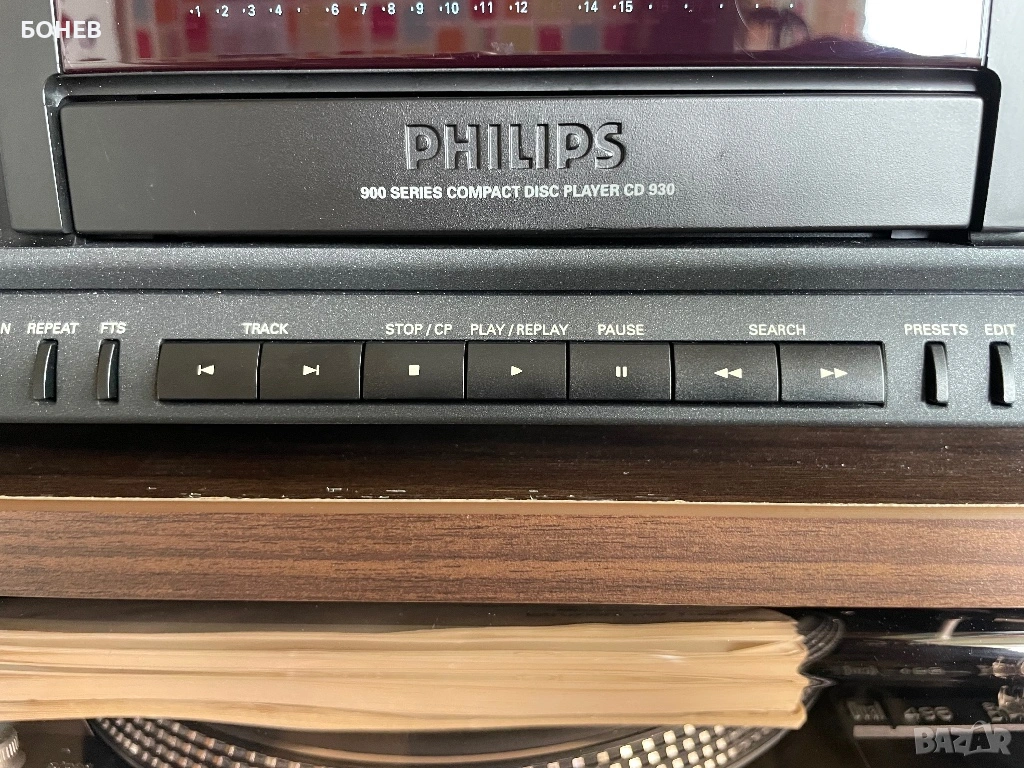 БОНЕВ
1 2 3 4 6 7 8 9 10 11 12 14 15
PHILIPS
900 SERIES COMPACT DISC PLAYER CD 930
REPEAT FTS TRACK STOP / CP PLAY / REPLAY PAUSE SEARCH PRESETS EDIT
BAZAR